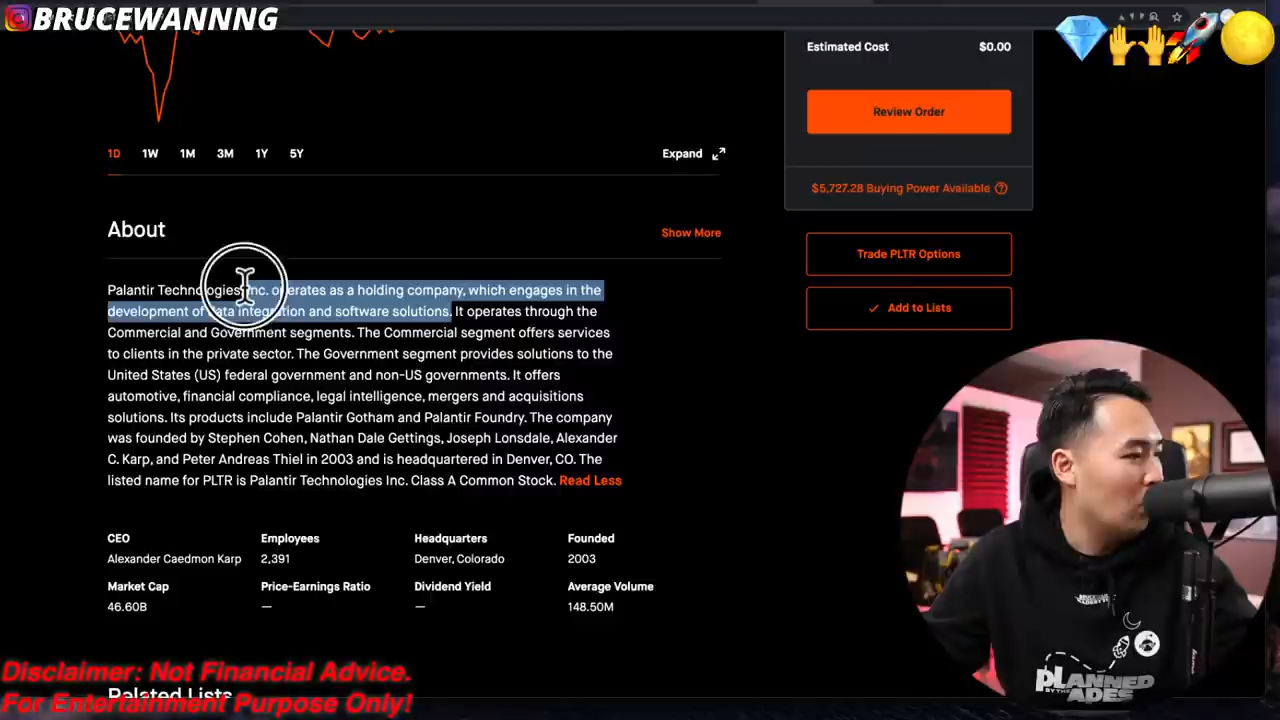 BRUCEWANNNG
Estimated Cost $0.00
Review Order
1D 1W 1M 3M 1Y 5Y Expand
$5,727.28 Buying Power Available
About Show More
Trade PLTR Options
Palantir Technologies Inc. operates as a holding company, which engages in the
development of data integration and software solutions. It operates through the
Commercial and Government segments. The Commercial segment offers services
to clients in the private sector. The Government segment provides solutions to the
United States (US) federal government and non-US governments. It offers
automotive, financial compliance, legal intelligence, mergers and acquisitions
solutions. Its products include Palantir Gotham and Palantir Foundry. The company
was founded by Stephen Cohen, Nathan Dale Gettings, Joseph Lonsdale, Alexander
C. Karp, and Peter Andreas Thiel in 2003 and is headquartered in Denver, CO. The
listed name for PLTR is Palantir Technologies Inc. Class A Common Stock. Read Less
Add to Lists
CEO Employees Headquarters Founded
Alexander Caedmon Karp 2,391 Denver, Colorado 2003
Market Cap Price-Earnings Ratio Dividend Yield Average Volume
46.60B — — 148.50M
Disclaimer: Not Financial Advice.
Related Lists
For Entertainment Purpose Only!
PLANNED